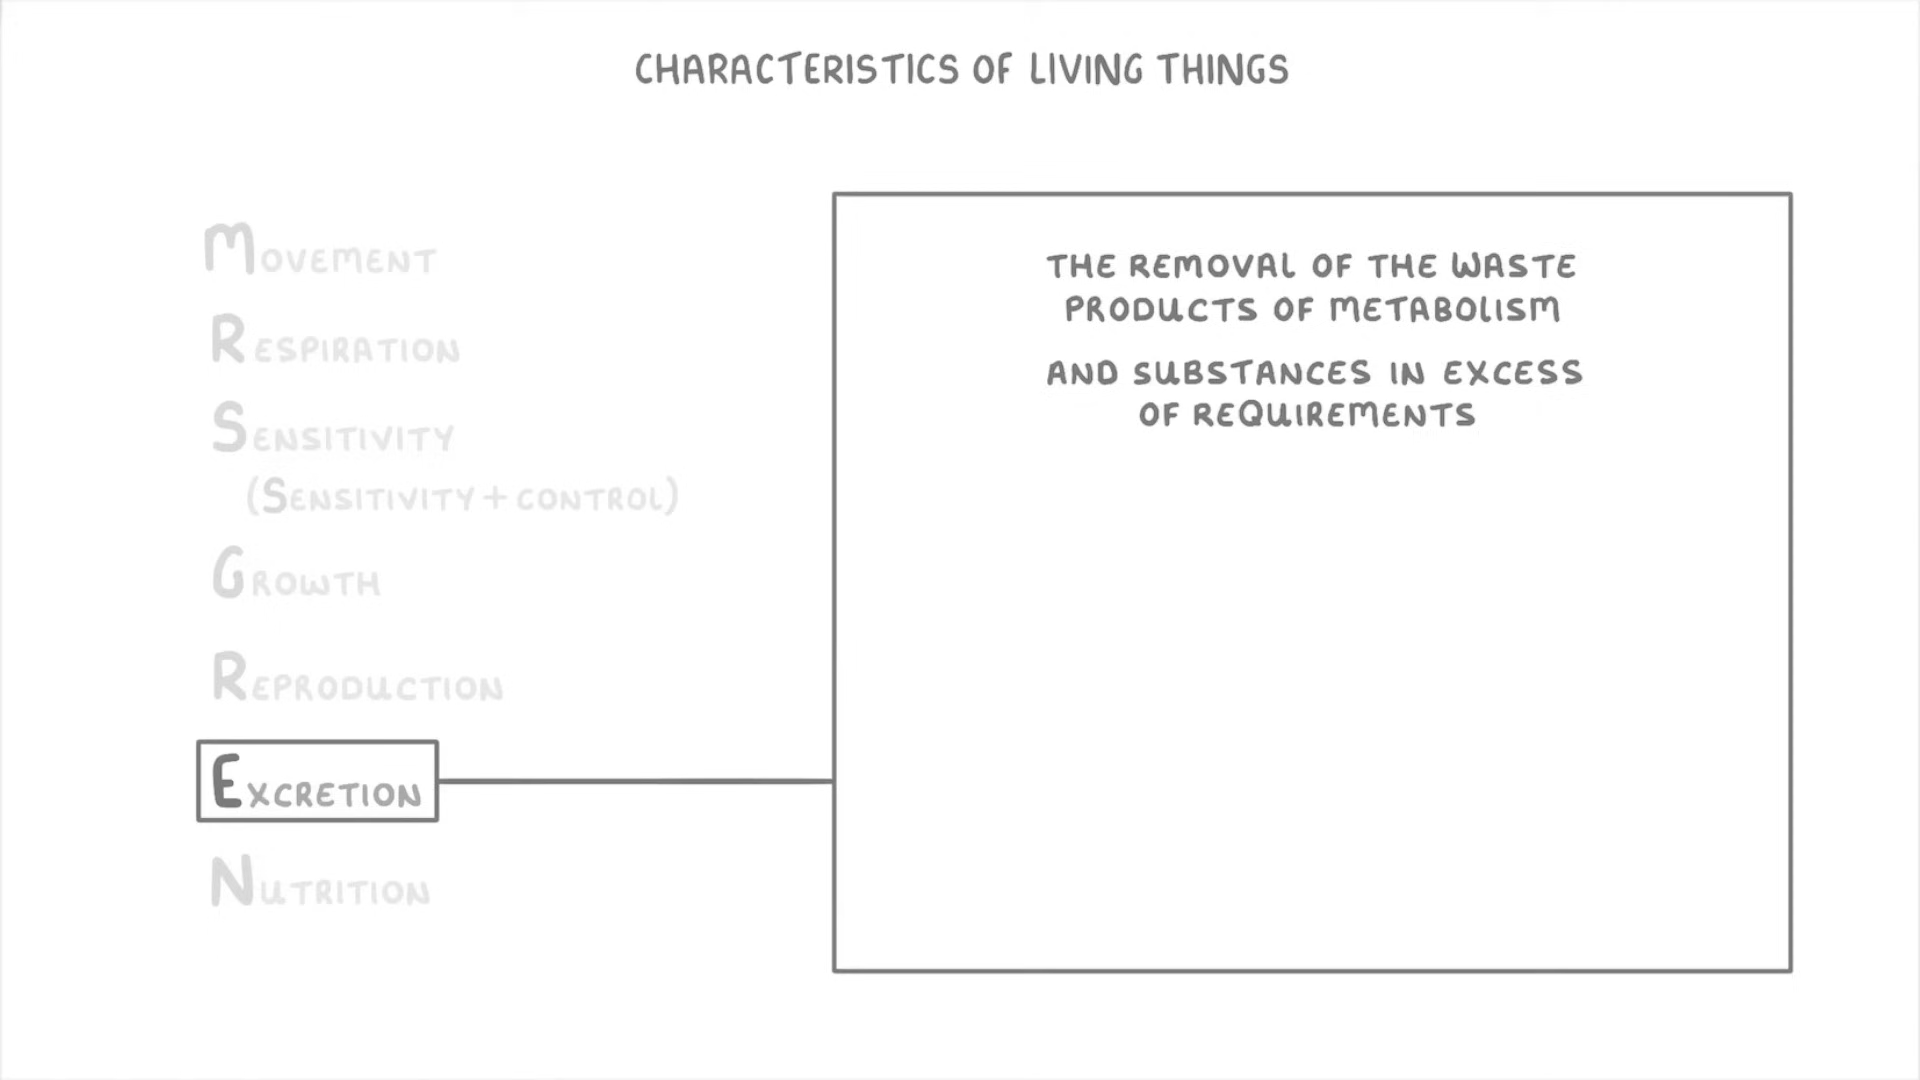 CHARACTERISTICS OF LIVING THINGS
MOVEMENT
RESPIRATION
SENSITIVITY
(SENSITIVITY + CONTROL)
GROWTH
REPRODUCTION
EXCRETION
NUTRITION
THE REMOVAL OF THE WASTE
PRODUCTS OF METABOLISM
AND SUBSTANCES IN EXCESS
OF REQUIREMENTS